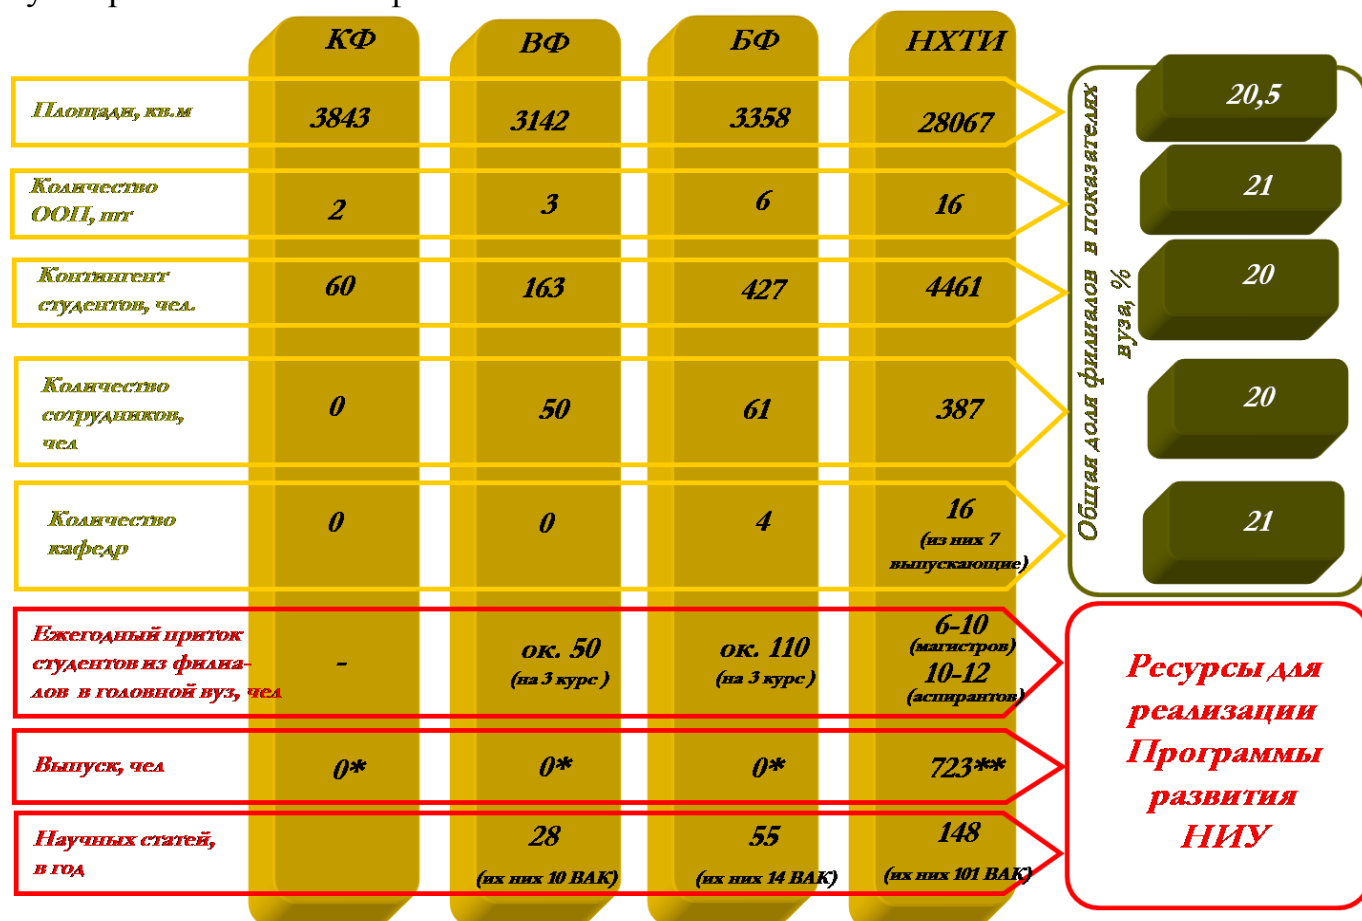 КФ ВФ БФ НХТИ
Площади, кв.м 3843 3142 3358 28067 20,5
Количество
ООП, шт 2 3 6 16 21
Контингент
студентов, чел. 60 163 427 4461 20
Количество
сотрудников,
чел 0 50 61 387 20
Количество
кафедр 0 0 4 16 21
(из них 7
выпускающие)
Общая доля филиалов в показателях
вуза, %
Ежегодный приток
студентов из филиа-
лов в головной вуз, чел
-
ок. 50
(на 3 курс )
ок. 110
(на 3 курс )
6-10
(магистров)
10-12
(аспирантов)
Выпуск, чел 0* 0* 0* 723**
Научных статей,
в год
28
(их них 10 ВАК)
55
(их них 14 ВАК)
148
(их них 101 ВАК)
Ресурсы для
реализации
Программы
развития
НИУ